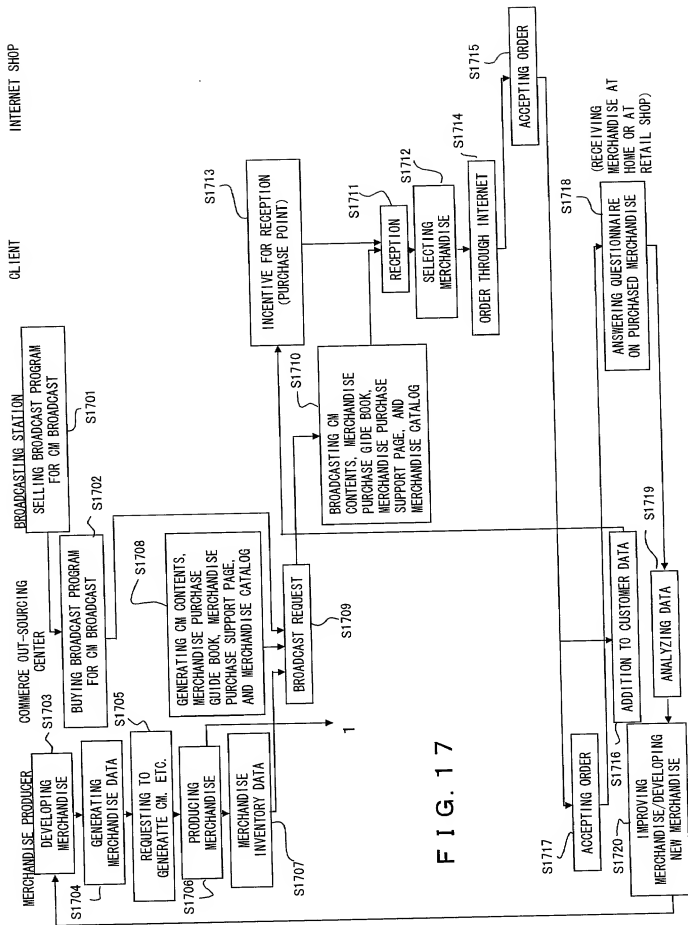 MERCHANDISE PRODUCER
COMMERCE OUT-SOURCING
CENTER
BROADCASTING STATION
CLIENT
INTERNET SHOP
S1701
SELLING BROADCAST PROGRAM
FOR CM BROADCAST
S1702
BUYING BROADCAST PROGRAM
FOR CM BROADCAST
S1703
DEVELOPING
MERCHANDISE
GENERATING
MERCHANDISE DATA
S1704
S1705
REQUESTING TO
GENERATTE CM. ETC.
PRODUCING
MERCHANDISE
S1706
MERCHANDISE
INVENTORY DATA
S1707
1
S1708
GENERATING CM CONTENTS,
MERCHANDISE PURCHASE
GUIDE BOOK, MERCHANDISE
PURCHASE SUPPORT PAGE,
AND MERCHANDISE CATALOG
BROADCAST REQUEST
S1709
S1710
BROADCASTING CM
CONTENTS, MERCHANDISE
PURCHASE GIDE BOOK,
MERCHANDISE PURCHASE
SUPPORT PAGE, AND
MERCHANDISE CATALOG
S1713
INCENTIVE FOR RECEPTION
(PURCHASE POINT)
S1711
RECEPTION
S1712
SELECTING
MERCHANDISE
S1714
ORDER THROUGH INTERNET
S1715
ACCEPTING ORDER
FIG. 17
ACCEPTING ORDER
S1717
ADDITION TO CUSTOMER DATA
S1716
(RECEIVING
MERCHANDISE AT
HOME OR AT
RETAIL SHOP)
S1718
ANSWERING QUESTIONNAIRE
ON PURCHASED MERCHANDISE
S1719
ANALYZING DATA
S1720
IMPROVING
MERCHANDISE/DEVELOPING
NEW MERCHANDISE